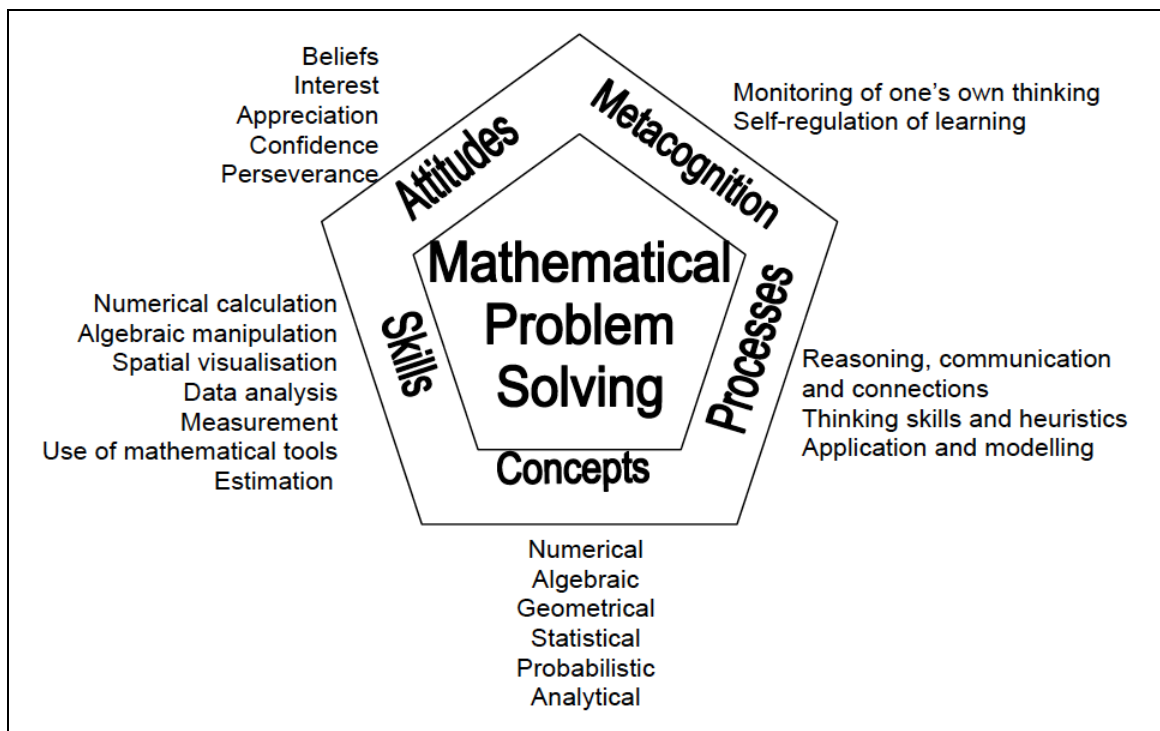 Beliefs
Interest
Appreciation
Confidence
Perseverance
Attitudes
Metacognition
Monitoring of one's own thinking
Self-regulation of learning
Mathematical
Problem
Solving
Numerical calculation
Algebraic manipulation
Spatial visualisation
Data analysis
Measurement
Use of mathematical tools
Estimation
Skills
Processes
Reasoning, communication
and connections
Thinking skills and heuristics
Application and modelling
Concepts
Numerical
Algebraic
Geometrical
Statistical
Probabilistic
Analytical